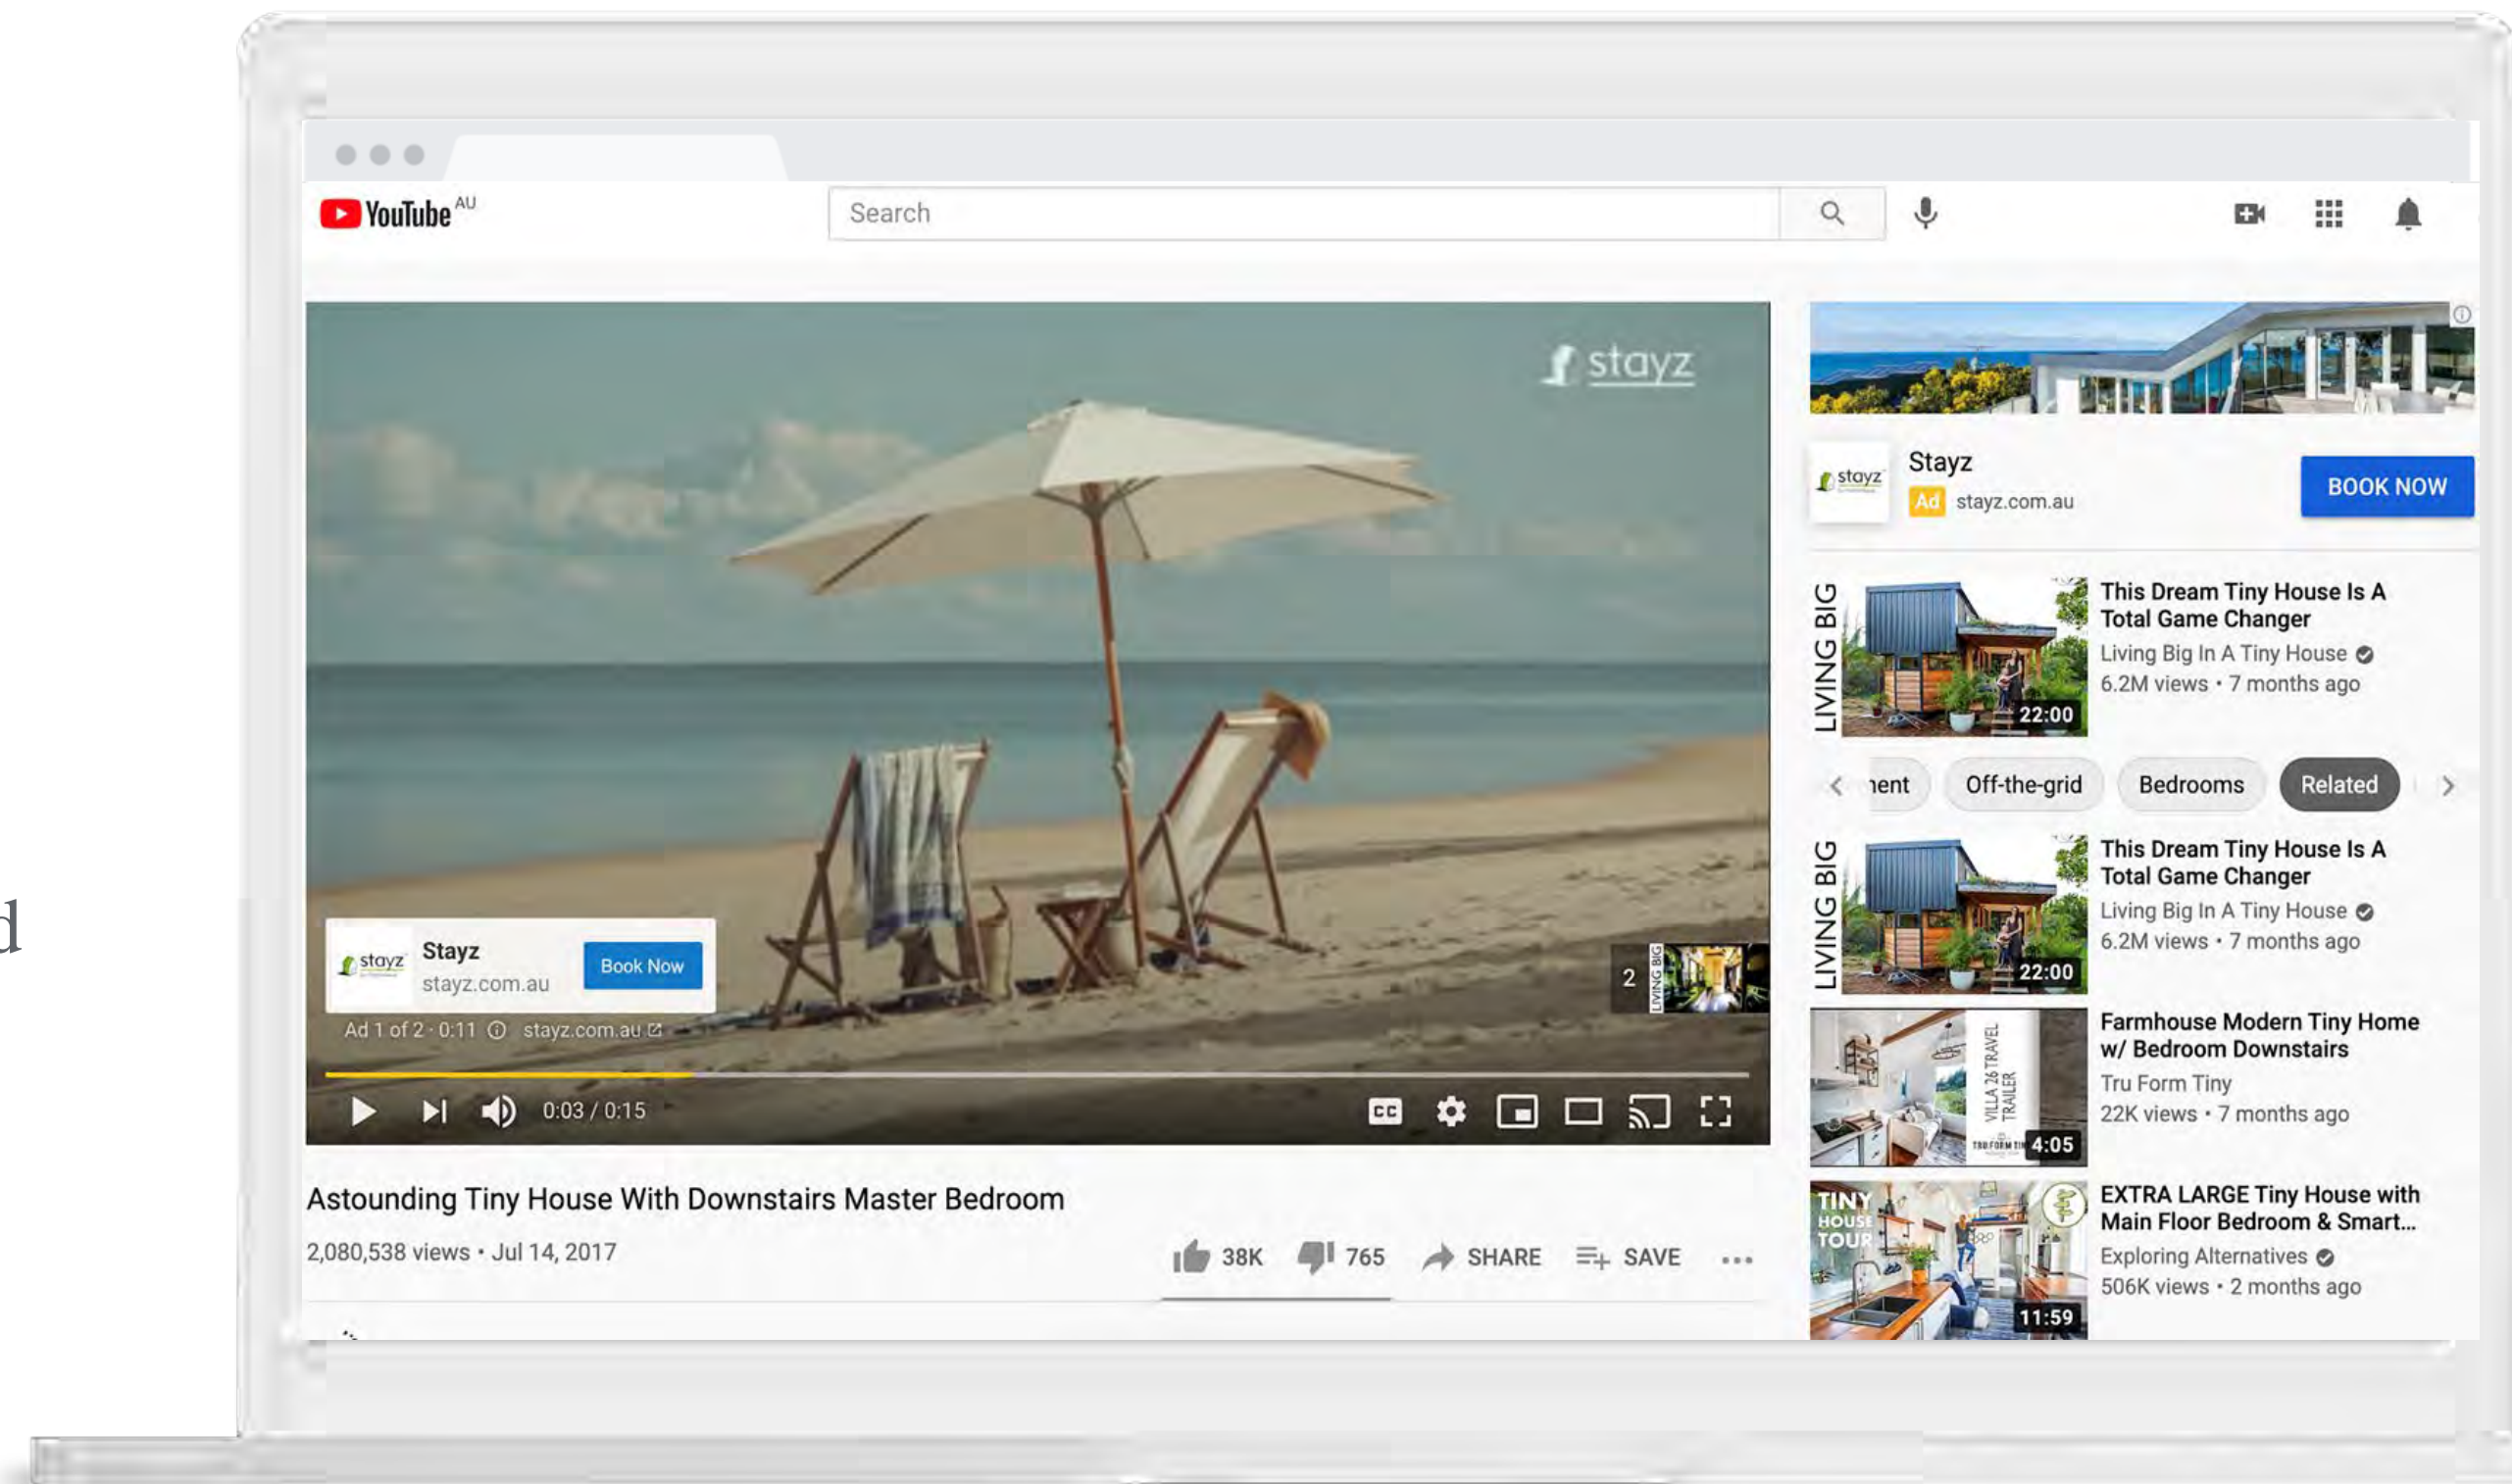 YouTube AU
Search
stayz
stayz
Stayz
Ad stayz.com.au
BOOK NOW
LIVING BIG
22:00
This Dream Tiny House Is A
Total Game Changer
Living Big In A Tiny House
6.2M views • 7 months ago
nent
Off-the-grid
Bedrooms
Related
LIVING BIG
22:00
This Dream Tiny House Is A
Total Game Changer
Living Big In A Tiny House
6.2M views • 7 months ago
VILLA 26 TRAVEL
TRAILER
4:05
Farmhouse Modern Tiny Home
w/ Bedroom Downstairs
Tru Form Tiny
22K views • 7 months ago
TINY
HOUSE
TOUR
11:59
EXTRA LARGE Tiny House with
Main Floor Bedroom & Smart...
Exploring Alternatives
506K views • 2 months ago
d
stayz
Stayz
stayz.com.au
Book Now
2
LIVING BIG
Ad 1 of 2 · 0:11 stayz.com.au
0:03 / 0:15
CC
Astounding Tiny House With Downstairs Master Bedroom
2,080,538 views • Jul 14, 2017
38K
765
SHARE
SAVE